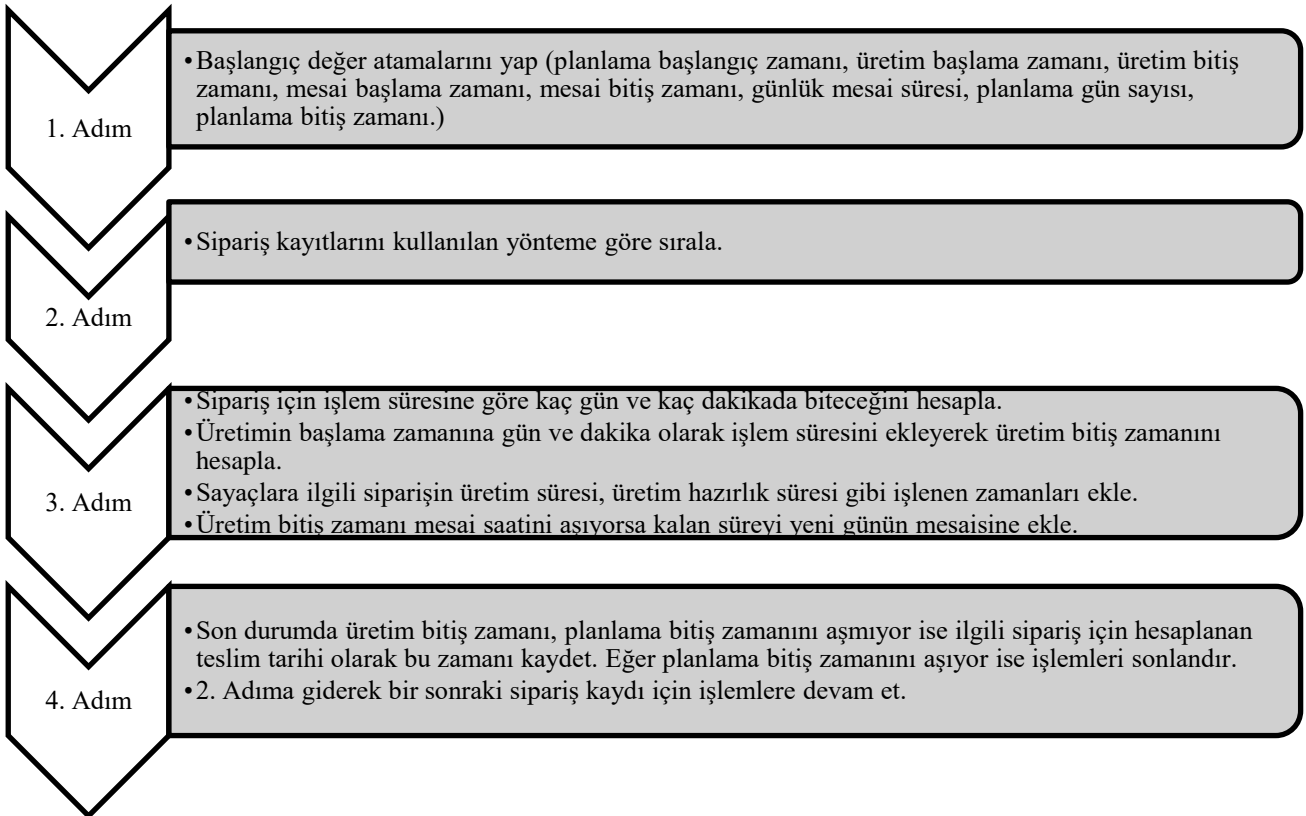 1. Adım
•Başlangıç değer atamalarını yap (planlama başlangıç zamanı, üretim başlama zamanı, üretim bitiş
zamanı, mesai başlama zamanı, mesai bitiş zamanı, günlük mesai süresi, planlama gün sayısı,
planlama bitiş zamanı.)
2. Adım
•Sipariş kayıtlarını kullanılan yönteme göre sırala.
3. Adım
•Sipariş için işlem süresine göre kaç gün ve kaç dakikada biteceğini hesapla.
•Üretimin başlama zamanına gün ve dakika olarak işlem süresini ekleyerek üretim bitiş zamanını
hesapla.
•Sayaçlara ilgili siparişin üretim süresi, üretim hazırlık süresi gibi işlenen zamanları ekle.
•Üretim bitiş zamanı mesai saatini aşıyorsa kalan süreyi yeni günün mesaisine ekle.
4. Adım
•Son durumda üretim bitiş zamanı, planlama bitiş zamanını aşmıyor ise ilgili sipariş için hesaplanan
teslim tarihi olarak bu zamanı kaydet. Eğer planlama bitiş zamanını aşıyor ise işlemleri sonlandır.
•2. Adıma giderek bir sonraki sipariş kaydı için işlemlere devam et.